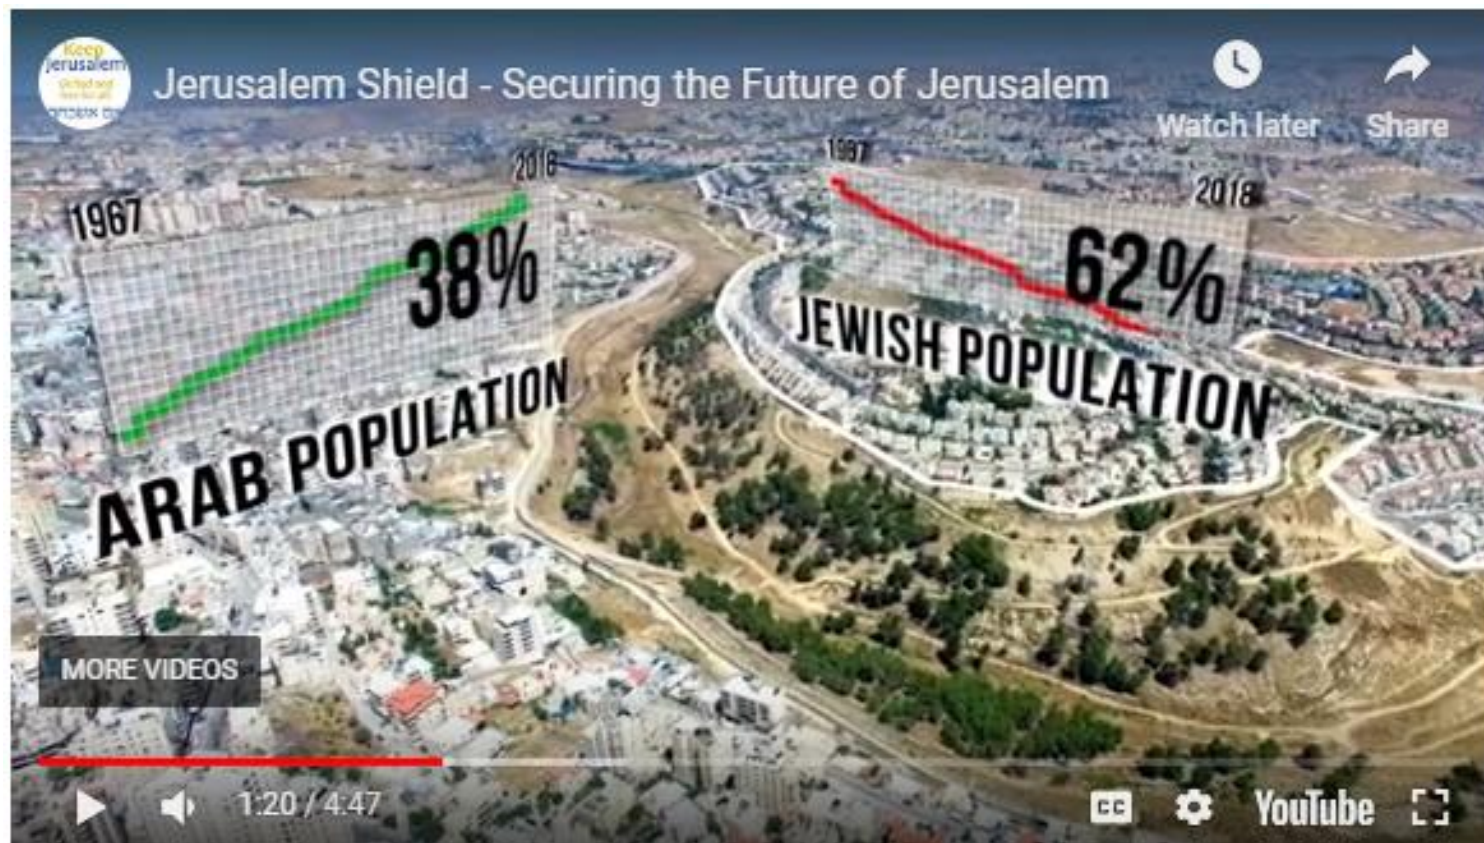 Keep
Jerusalem
Jerusalem Shield - Securing the Future of Jerusalem
Watch later
Share
1967
2018
38%
ARAB POPULATION
1967
2018
62%
JEWISH POPULATION
MORE VIDEOS
1:20 / 4:47
CC
YouTube